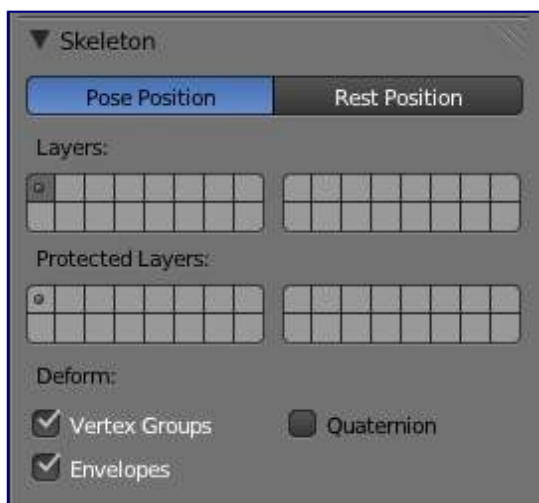 Skeleton
Pose Position Rest Position
Layers:
Protected Layers:
Deform:
Vertex Groups Quaternion
Envelopes